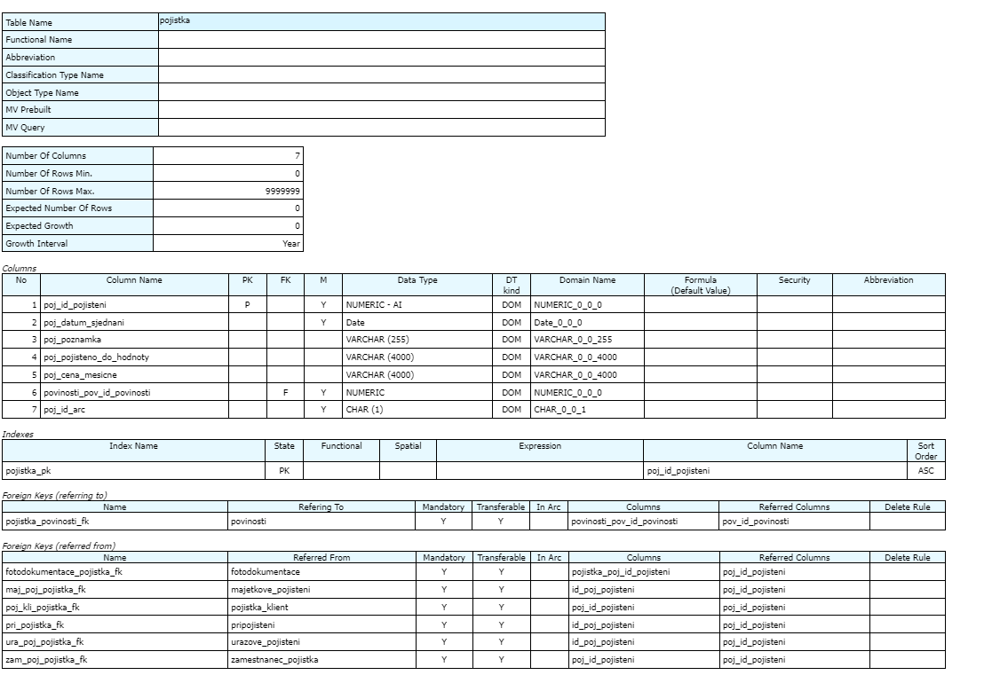 Table Name pojistka
Functional Name
Abbreviation
Classification Type Name
Object Type Name
MV Prebuilt
MV Query
Number Of Columns 7
Number Of Rows Min. 0
Number Of Rows Max. 9999999
Expected Number Of Rows 0
Expected Growth 0
Growth Interval Year
Columns
No Column Name PK FK M Data Type DT kind Domain Name Formula (Default Value) Security Abbreviation
1 poj_id_pojisteni P Y NUMERIC - AI DOM NUMERIC_0_0_0
2 poj_datum_sjednani Y Date DOM Date_0_0_0
3 poj_poznamka VARCHAR (255) DOM VARCHAR_0_0_255
4 poj_pojisteno_do_hodnoty VARCHAR (4000) DOM VARCHAR_0_0_4000
5 poj_cena_mesicne VARCHAR (4000) DOM VARCHAR_0_0_4000
6 povinosti_pov_id_povinosti F Y NUMERIC DOM NUMERIC_0_0_0
7 poj_id_arc Y CHAR (1) DOM CHAR_0_0_1
Indexes
Index Name State Functional Spatial Expression Column Name Sort Order
pojistka_pk PK poj_id_pojisteni ASC
Foreign Keys (referring to)
Name Refering To Mandatory Transferable In Arc Columns Referred Columns Delete Rule
pojistka_povinosti_fk povinosti Y Y povinosti_pov_id_povinosti pov_id_povinosti
Foreign Keys (referred from)
Name Referred From Mandatory Transferable In Arc Columns Referred Columns Delete Rule
fotodokumentace_pojistka_fk fotodokumentace Y Y pojistka_poj_id_pojisteni poj_id_pojisteni
maj_poj_pojistka_fk majetkove_pojisteni Y Y id_poj_pojisteni poj_id_pojisteni
poj_kli_pojistka_fk pojistka_klient Y Y poj_id_pojisteni poj_id_pojisteni
pri_pojistka_fk pripojisteni Y Y id_poj_pojisteni poj_id_pojisteni
ura_poj_pojistka_fk urazove_pojisteni Y Y id_poj_pojisteni poj_id_pojisteni
zam_poj_pojistka_fk zamestnanec_pojistka Y Y poj_id_pojisteni poj_id_pojisteni